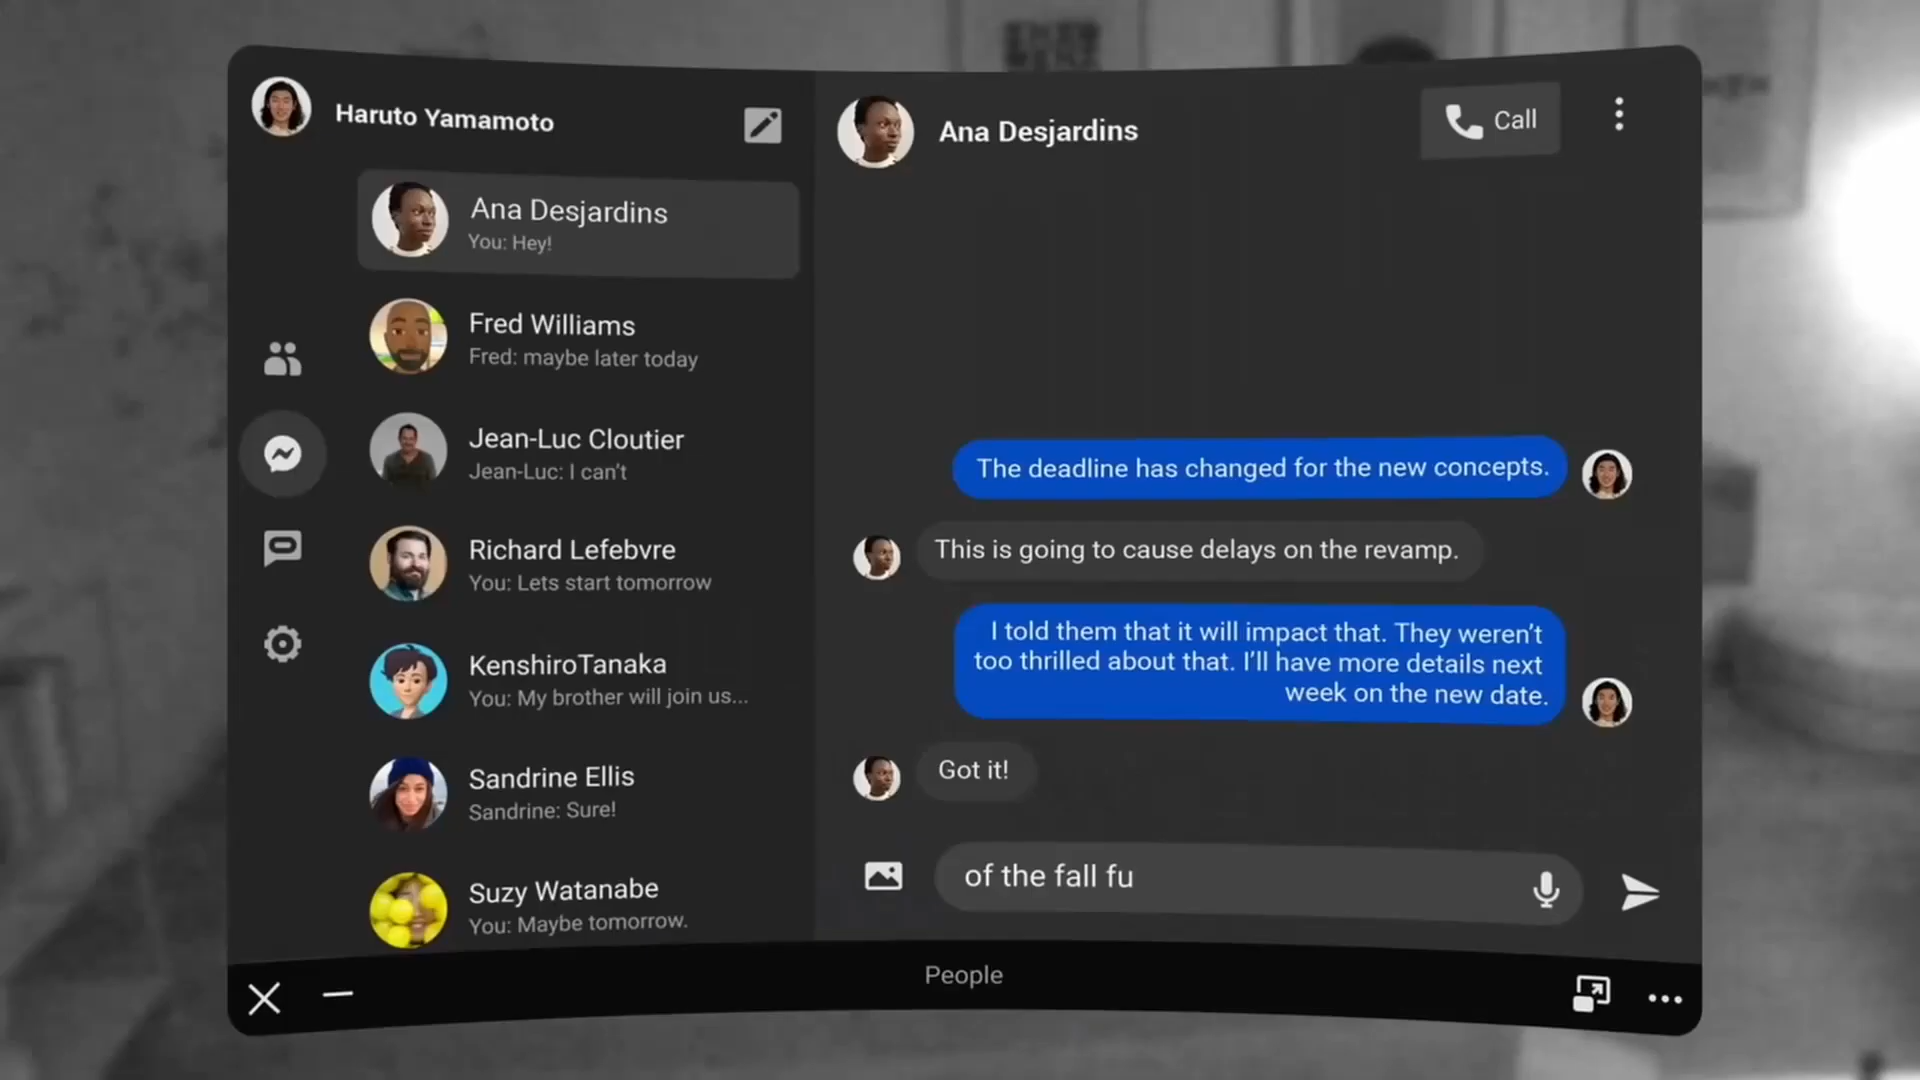 Haruto Yamamoto
Ana Desjardins
You: Hey!
Fred Williams
Fred: maybe later today
Jean-Luc Cloutier
Jean-Luc: I can't
Richard Lefebvre
You: Lets start tomorrow
KenshiroTanaka
You: My brother will join us...
Sandrine Ellis
Sandrine: Sure!
Suzy Watanabe
You: Maybe tomorrow.
Ana Desjardins
Call
The deadline has changed for the new concepts.
This is going to cause delays on the revamp.
I told them that it will impact that. They weren't
too thrilled about that. I'll have more details next
week on the new date.
Got it!
of the fall fu
People